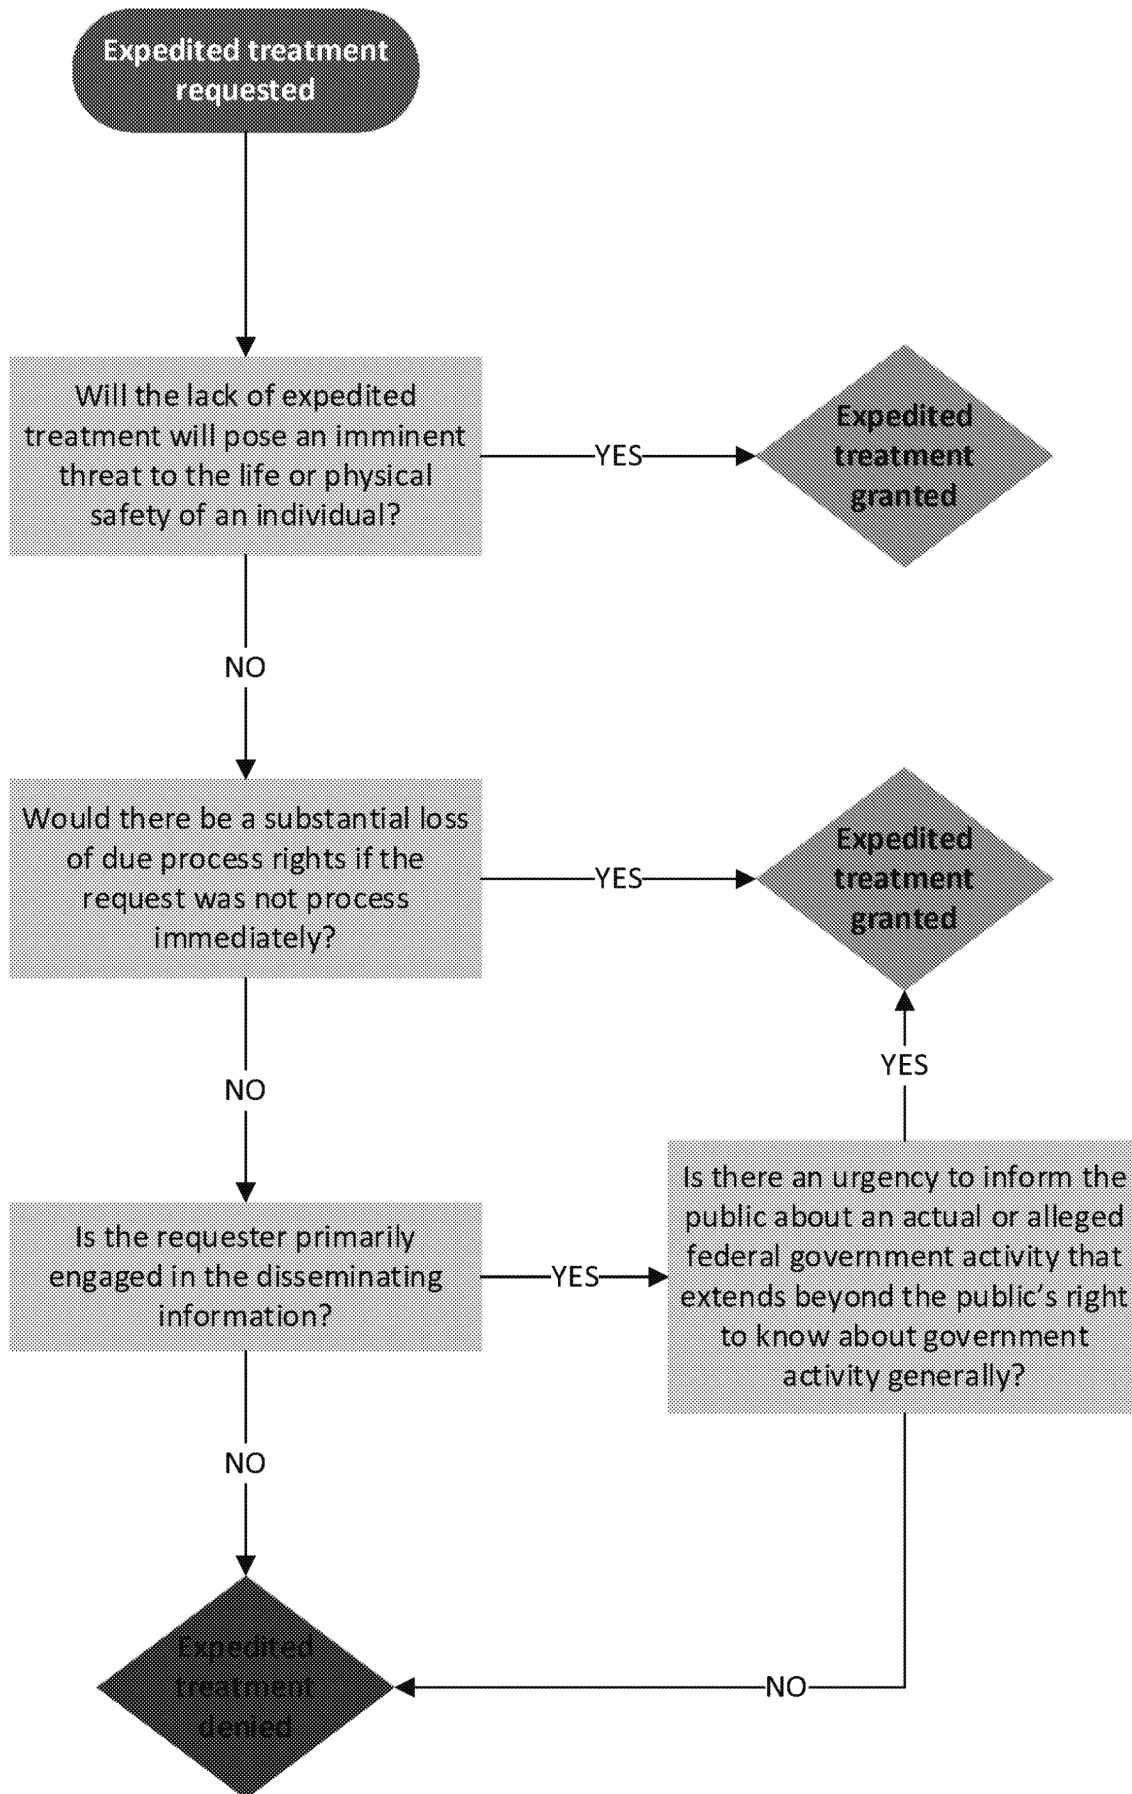 Expedited treatment
requested
Will the lack of expedited
treatment will pose an imminent
threat to the life or physical
safety of an individual?
YES
Expedited
treatment
granted
NO
Would there be a substantial loss
of due process rights if the
request was not process
immediately?
YES
Expedited
treatment
granted
NO
YES
Is the requester primarily
engaged in the disseminating
information?
YES
Is there an urgency to inform the
public about an actual or alleged
federal government activity that
extends beyond the public’s right
to know about government
activity generally?
NO
Expedited
treatment
denied
NO